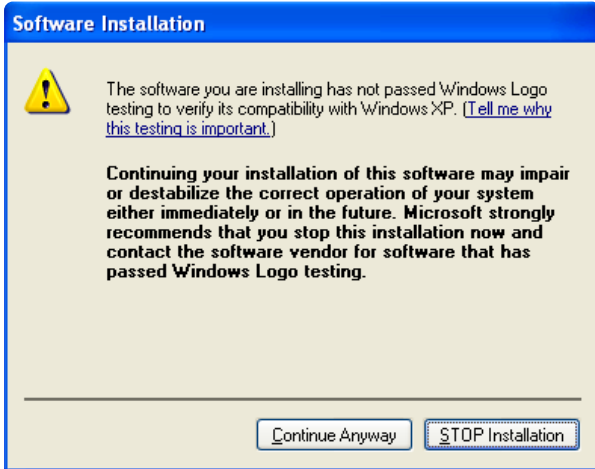 Software Installation
The software you are installing has not passed Windows Logo
testing to verify its compatibility with Windows XP. (Tell me why
this testing is important.)
Continuing your installation of this software may impair
or destabilize the correct operation of your system
either immediately or in the future. Microsoft strongly
recommends that you stop this installation now and
contact the software vendor for software that has
passed Windows Logo testing.
Continue Anyway
STOP Installation